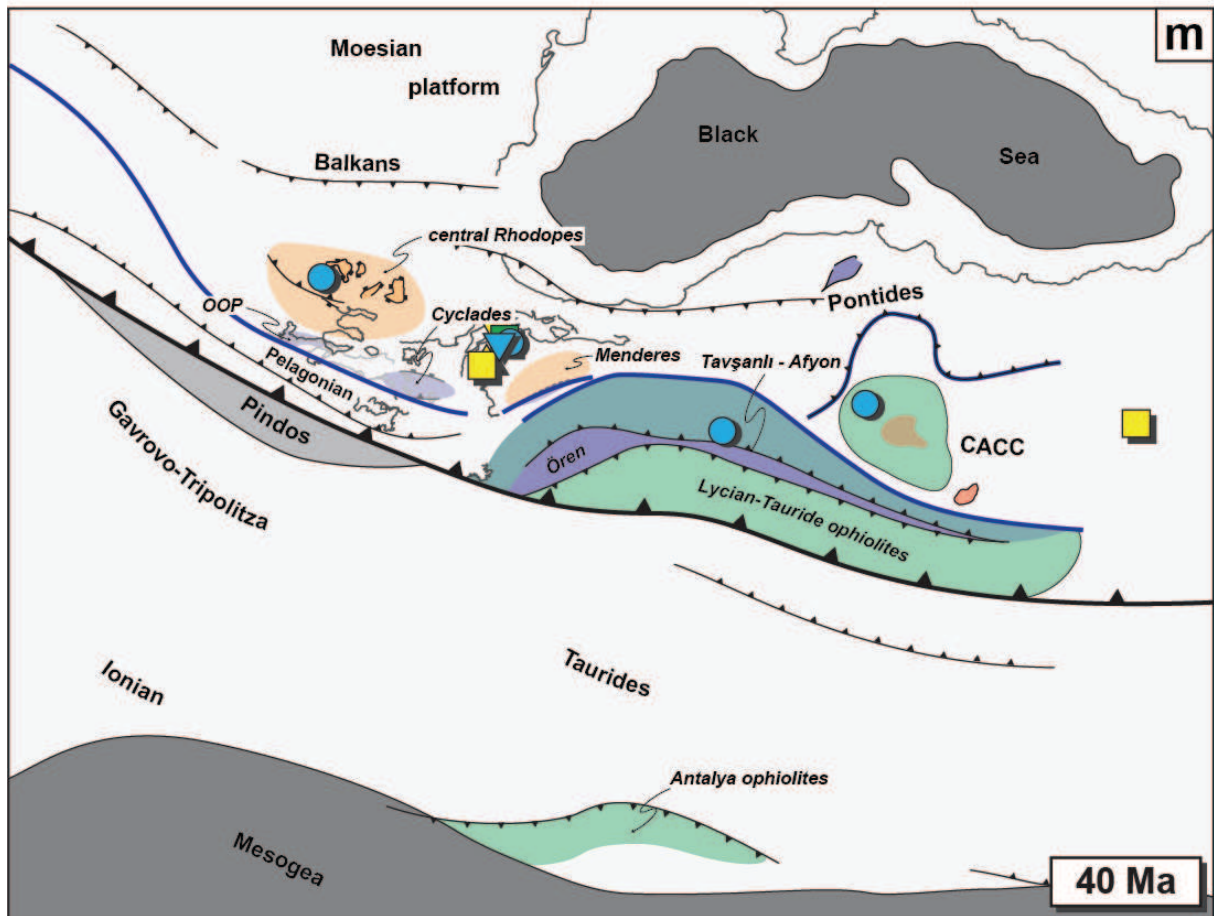 m
Moesian
platform
Black
Sea
Balkans
central Rhodopes
Pontides
OOP
Cyclades
Menderes
Tavşanlı - Afyon
Pelagonian
Pindos
CACC
Gavrovo-Tripolitza
Ören
Lycian-Tauride ophiolites
Ionian
Taurides
Antalya ophiolites
Mesogea
40 Ma